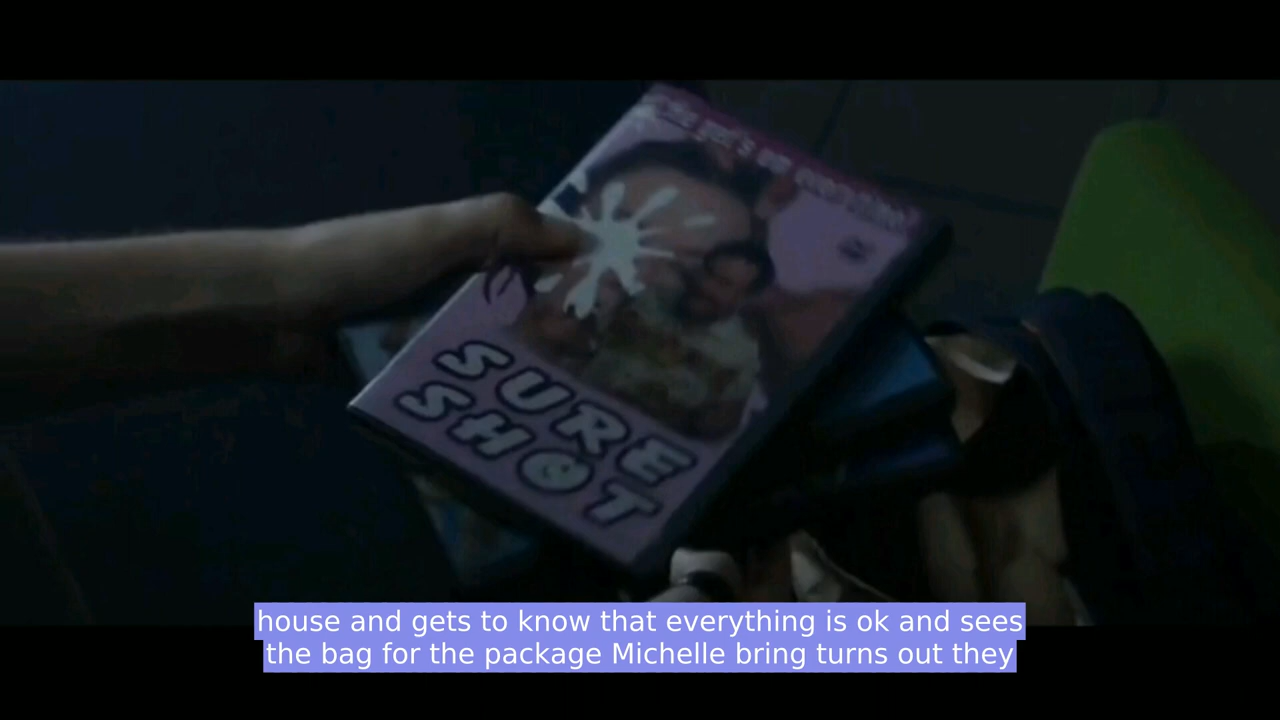 SURE
SHOT
house and gets to know that everything is ok and sees
the bag for the package Michelle bring turns out they